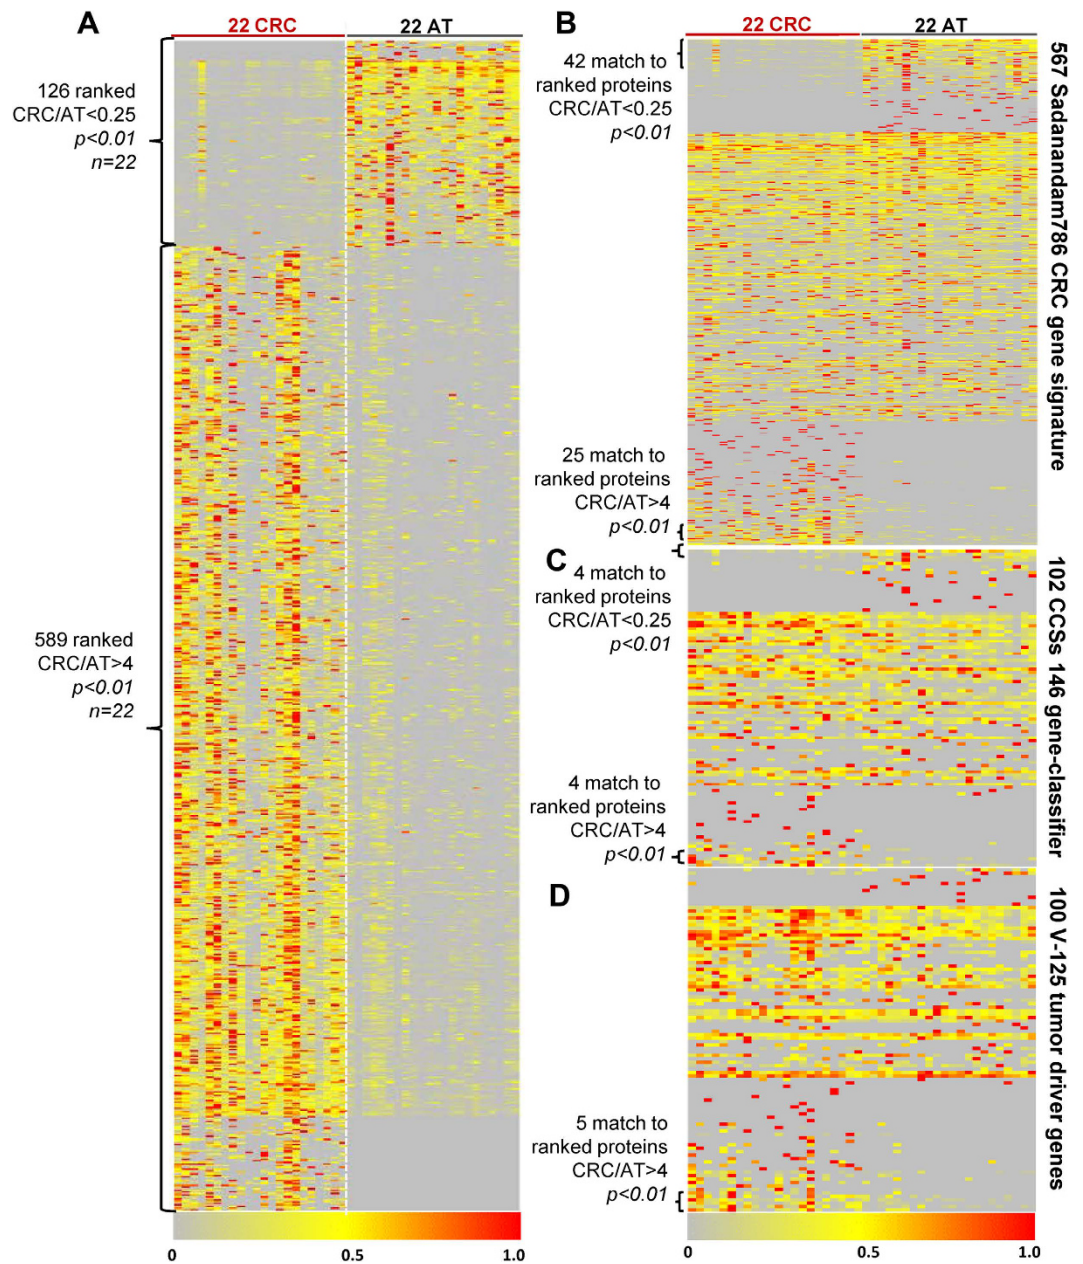 A
22 CRC
22 AT
126 ranked
CRC/AT<0.25
p<0.01
n=22
589 ranked
CRC/AT>4
p<0.01
n=22
0
0.5
1.0
B
22 CRC
22 AT
42 match to
ranked proteins
CRC/AT<0.25
p<0.01
25 match to
ranked proteins
CRC/AT>4
p<0.01
567 Sadanandam786 CRC gene signature
C
4 match to
ranked proteins
CRC/AT<0.25
p<0.01
4 match to
ranked proteins
CRC/AT>4
p<0.01
102 CCSs 146 gene-classifier
D
5 match to
ranked proteins
CRC/AT>4
p<0.01
100 V-125 tumor driver genes
0
0.5
1.0